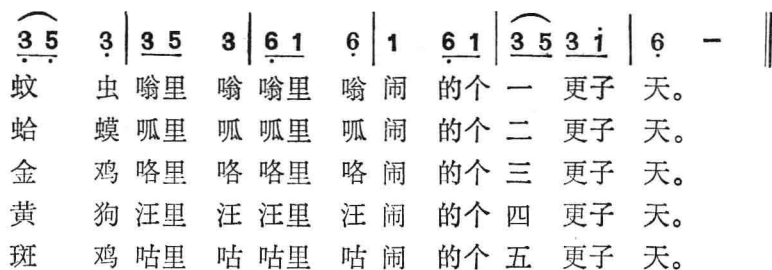 3 5 3 | 3 5 3 | 6 1 6 | 1 6 1 | 3 5 3 1 | 6 - ‖
蚊 虫 嗡里 嗡 嗡里 嗡 闹 的个 一 更子 天。
蛤 蟆 呱里 呱 呱里 呱 闹 的个 二 更子 天。
金 鸡 咯里 咯 咯里 咯 闹 的个 三 更子 天。
黄 狗 汪里 汪 汪里 汪 闹 的个 四 更子 天。
斑 鸡 咕里 咕 咕里 咕 闹 的个 五 更子 天。